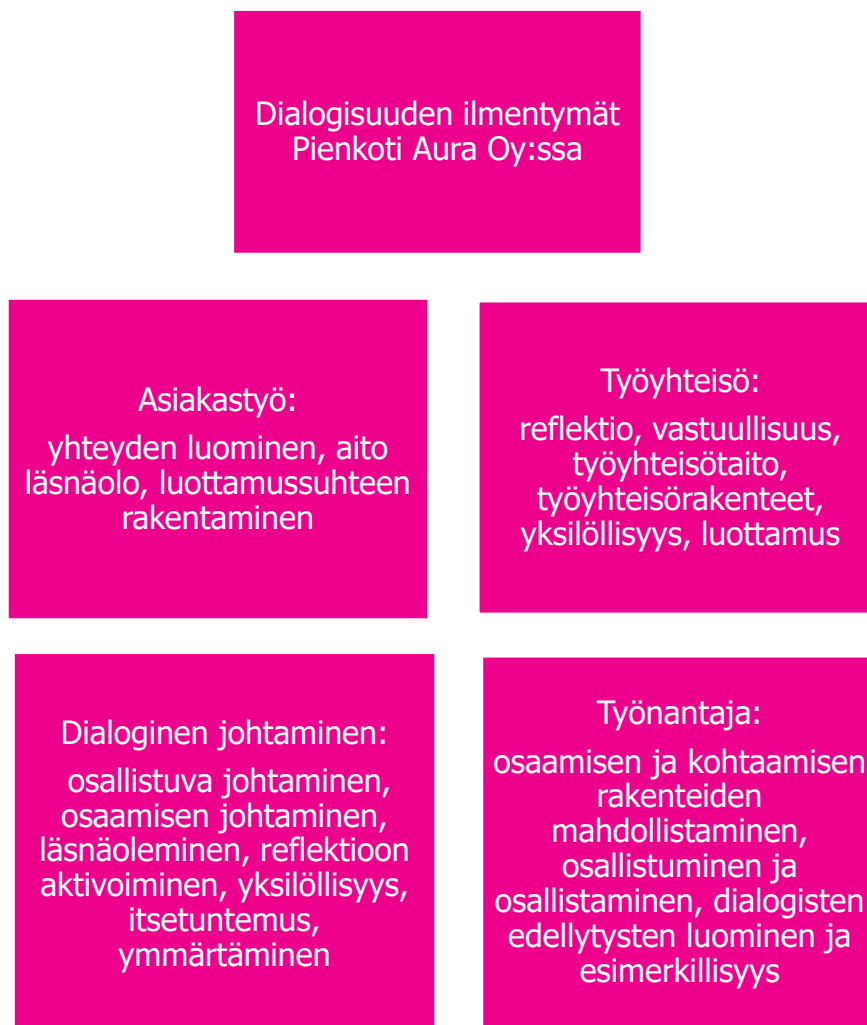 Dialogisuuden ilmentymät
Pienkoti Aura Oy:ssa
Asiakastyö:
yhteyden luominen, aito
läsnäolo, luottamussuhteen
rakentaminen
Työyhteisö:
reflektio, vastuullisuus,
työyhteisötaito,
työyhteisörakenteet,
yksilöllisyys, luottamus
Dialoginen johtaminen:
osallistuva johtaminen,
osaamisen johtaminen,
läsnäoleminen, reflektioon
aktivoiminen, yksilöllisyys,
itsetuntemus,
ymmärtäminen
Työnantaja:
osaamisen ja kohtaamisen
rakenteiden
mahdollistaminen,
osallistuminen ja
osallistaminen, dialogisten
edellytysten luominen ja
esimerkillisyys